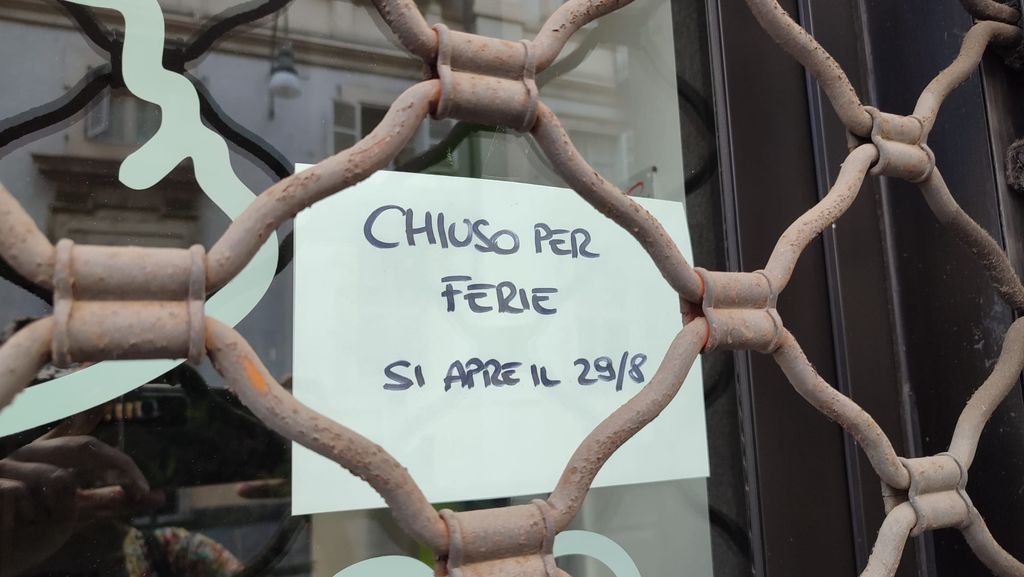 CHIUSO PER
FERIE
SI APRE IL 29/8